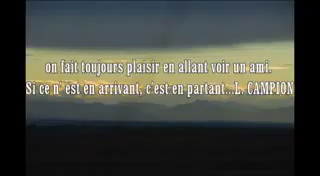 on fait toujours plaisir en allant voir un ami.
Si ce n' est en arrivant, c'est en partant...L. CAMPION